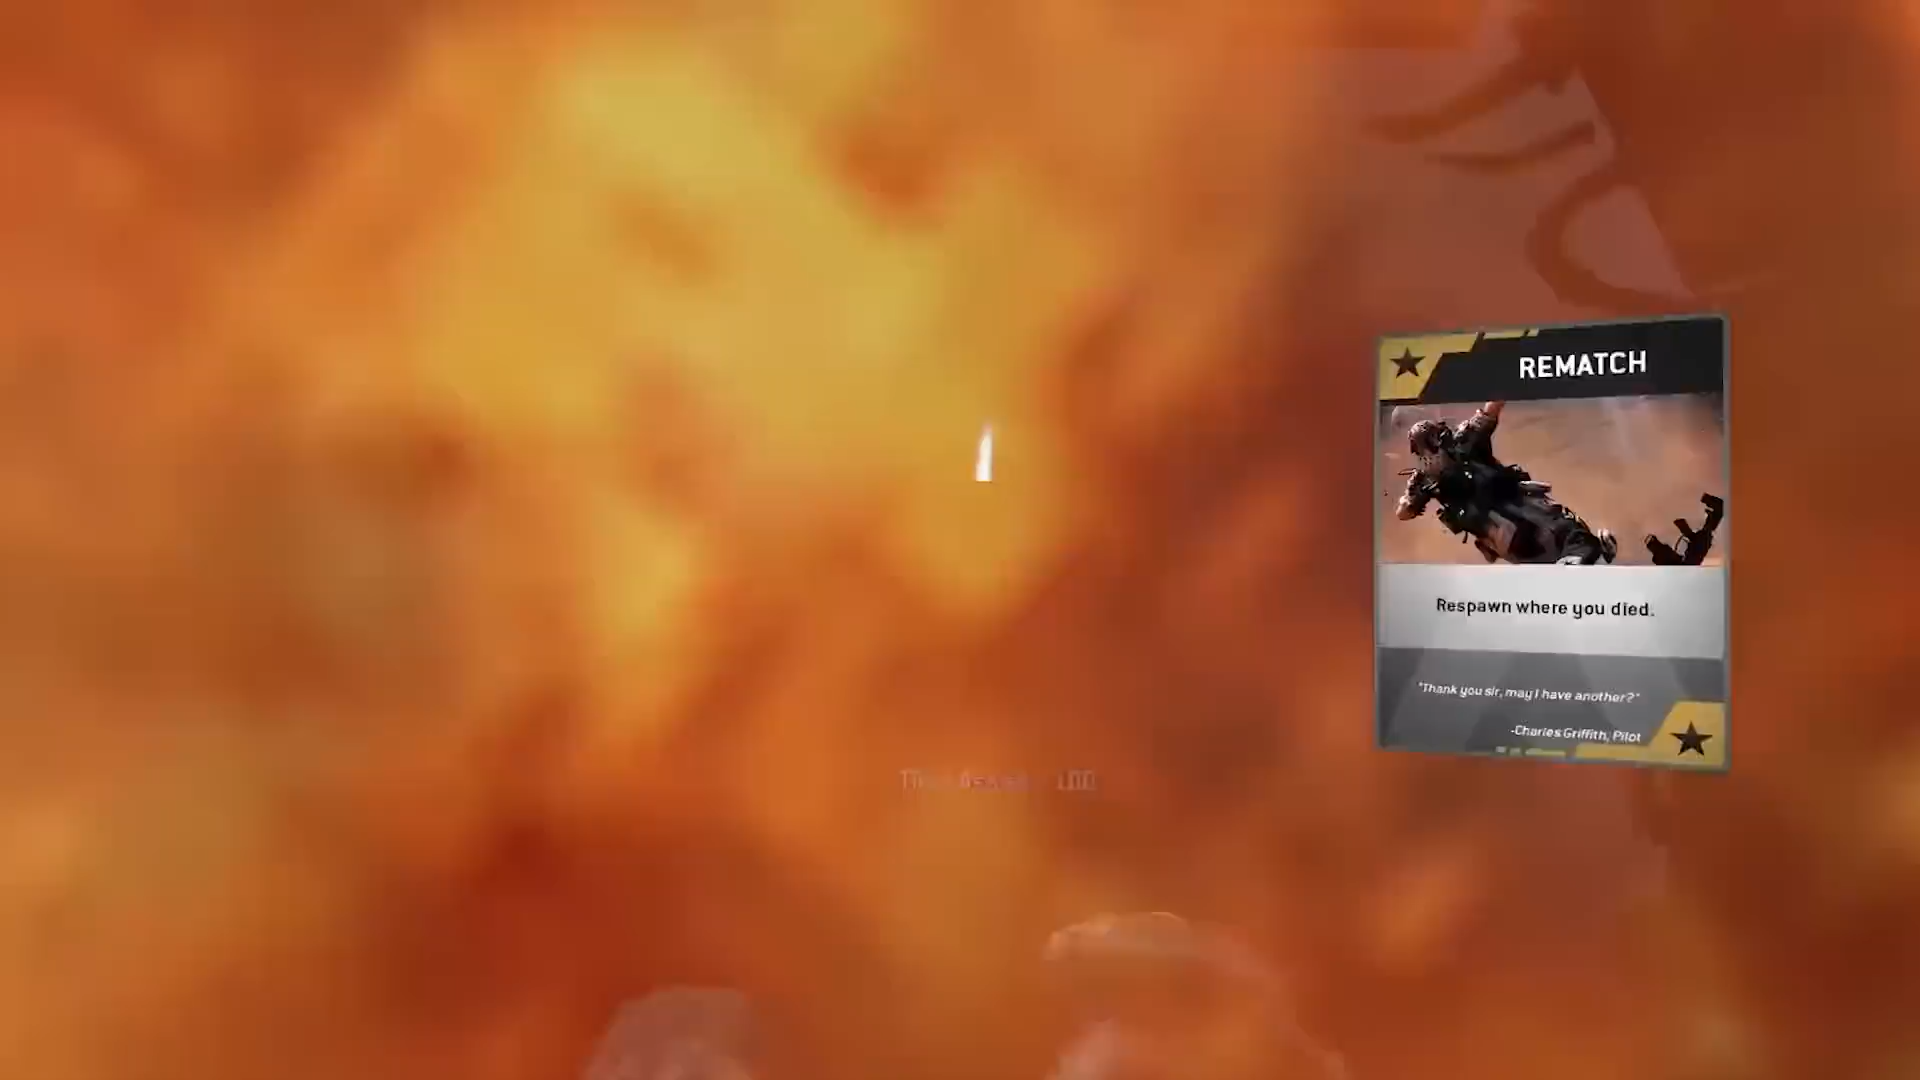 REMATCH
Respawn where you died.
"Thank you sir, may I have another?"
-Charles Griffith, Pilot